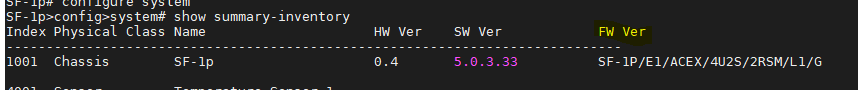 SF-1p# configure system
SF-1p>config>system# show summary-inventory
Index Physical Class Name HW Ver SW Ver FW Ver
--------------------------------------------------------------------------------
1001 Chassis SF-1p 0.4 5.0.3.33 SF-1P/E1/ACEX/4U2S/2RSM/L1/G